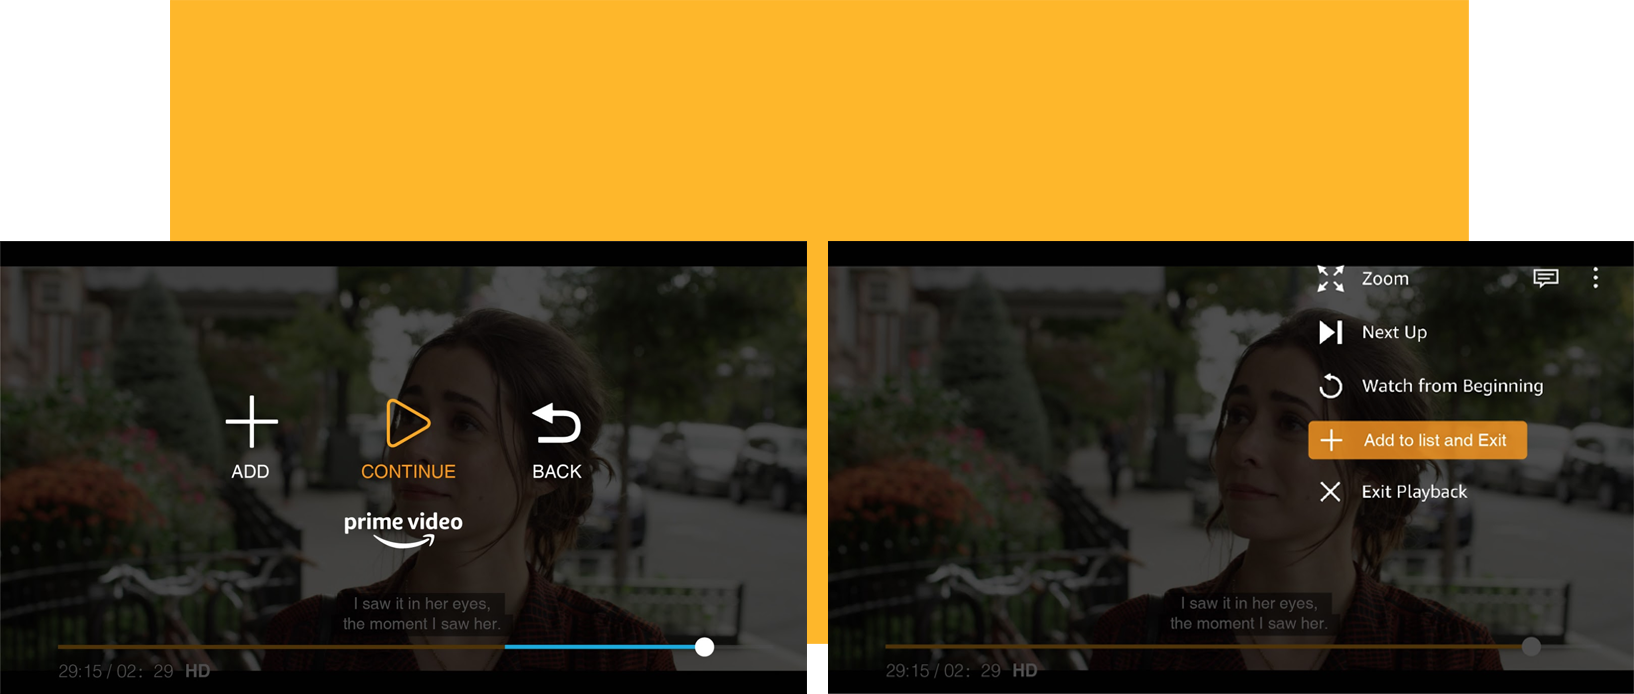 ADD
CONTINUE
BACK
prime video
I saw it in her eyes,
the moment I saw her.
29:15 / 02: 29 HD
Zoom
Next Up
Watch from Beginning
Add to list and Exit
Exit Playback
I saw it in her eyes,
the moment I saw her.
29:15 / 02: 29 HD